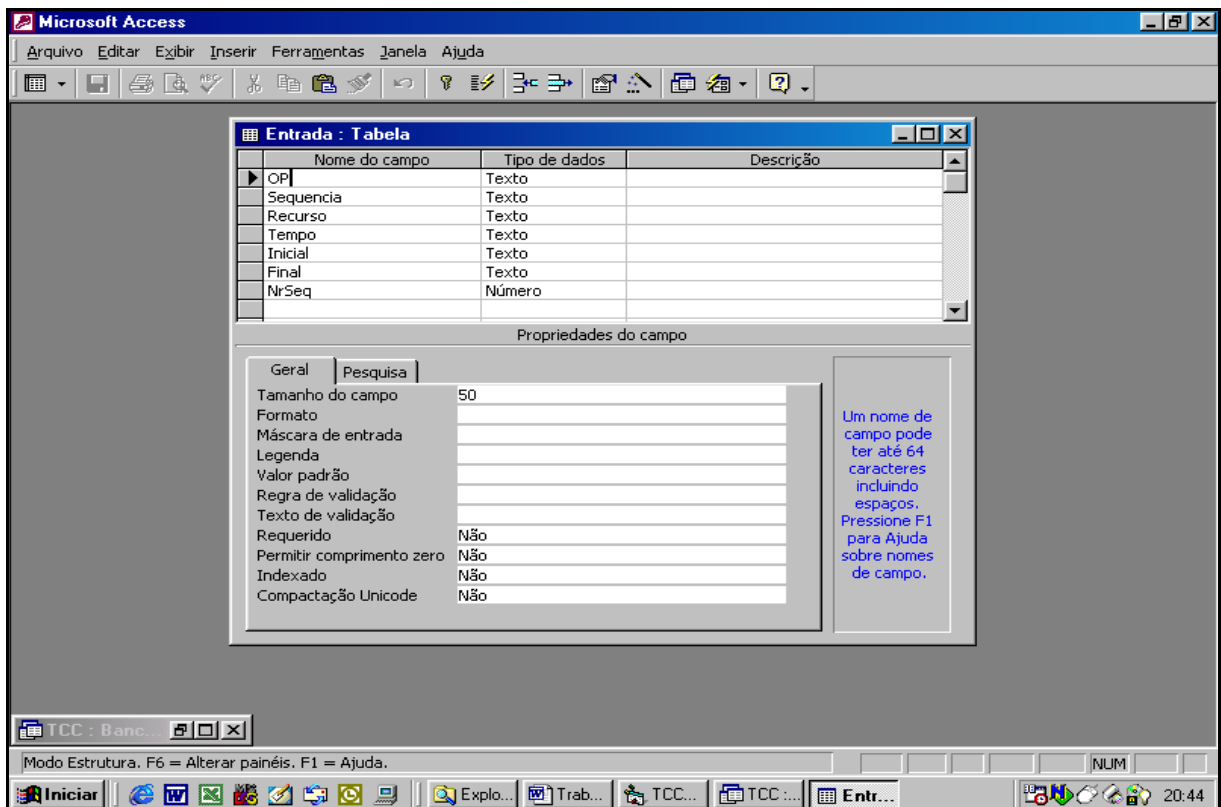 Microsoft Access
Arquivo Editar Exibir Inserir Ferramentas Janela Ajuda
Entrada : Tabela
Nome do campo Tipo de dados Descrição
OP Texto
Sequencia Texto
Recurso Texto
Tempo Texto
Inicial Texto
Final Texto
NrSeq Número
Propriedades do campo
Geral Pesquisa
Tamanho do campo 50
Formato
Máscara de entrada
Legenda
Valor padrão
Regra de validação
Texto de validação
Requerido Não
Permitir comprimento zero Não
Indexado Não
Compactação Unicode Não
Um nome de
campo pode
ter até 64
caracteres
incluindo
espaços.
Pressione F1
para Ajuda
sobre nomes
de campo.
TCC : Banc...
Modo Estrutura. F6 = Alterar painéis. F1 = Ajuda. NUM
Iniciar Explo... Trab... TCC... TCC :... Entr... 20:44